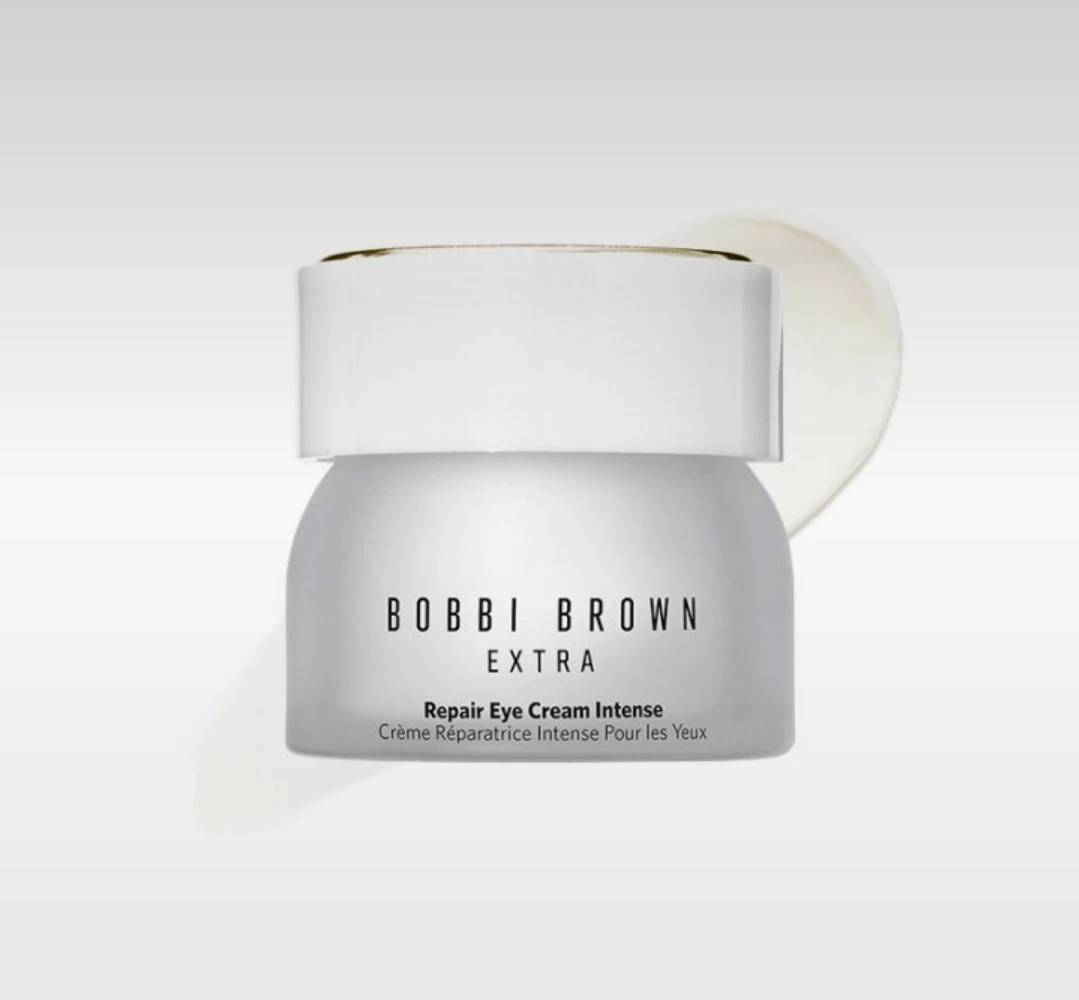 BOBBI BROWN
EXTRA
Repair Eye Cream Intense
Crème Réparatrice Intense Pour les Yeux